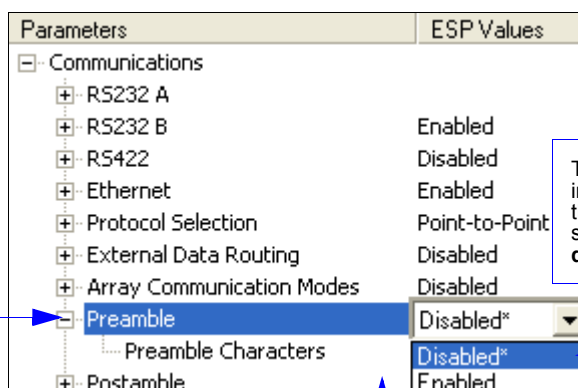 Parameters ESP Values
Communications
RS232 A
RS232 B Enabled
RS422 Disabled
Ethernet Enabled
Protocol Selection Point-to-Point
External Data Routing Disabled
Array Communication Modes Disabled
Preamble Disabled*
Preamble Characters Disabled*
Postamble Enabled